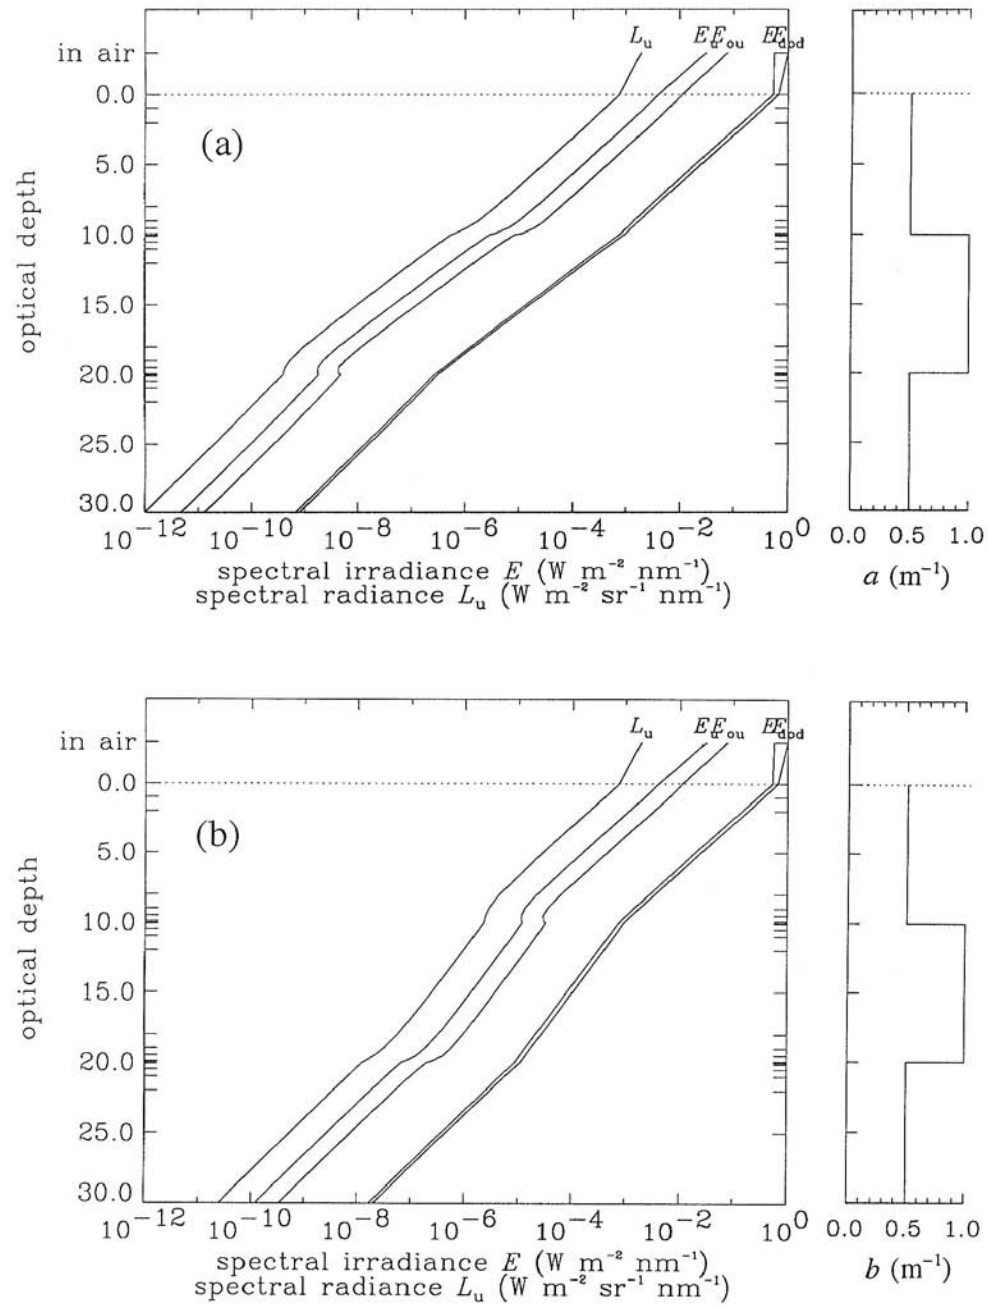 L_u E_u E_ou E_d E_od
in air
0.0
(a)
5.0
10.0
15.0
20.0
25.0
30.0
optical depth
10^−12 10^−10 10^−8 10^−6 10^−4 10^−2 10^0
spectral irradiance E (W m^−2 nm^−1)
spectral radiance L_u (W m^−2 sr^−1 nm^−1)
0.0 0.5 1.0
a (m^−1)
L_u E_u E_ou E_d E_od
in air
0.0
(b)
5.0
10.0
15.0
20.0
25.0
30.0
optical depth
10^−12 10^−10 10^−8 10^−6 10^−4 10^−2 10^0
spectral irradiance E (W m^−2 nm^−1)
spectral radiance L_u (W m^−2 sr^−1 nm^−1)
0.0 0.5 1.0
b (m^−1)